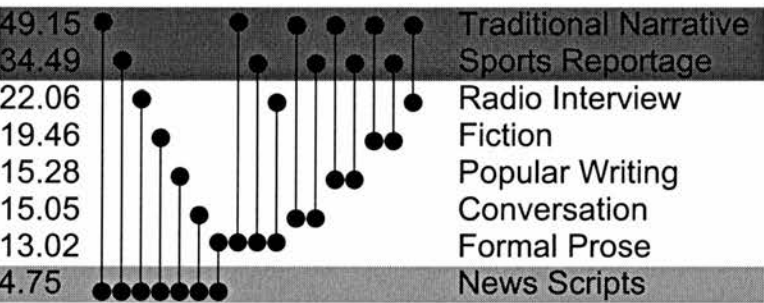 49.15 Traditional Narrative
34.49 Sports Reportage
22.06 Radio Interview
19.46 Fiction
15.28 Popular Writing
15.05 Conversation
13.02 Formal Prose
4.75 News Scripts